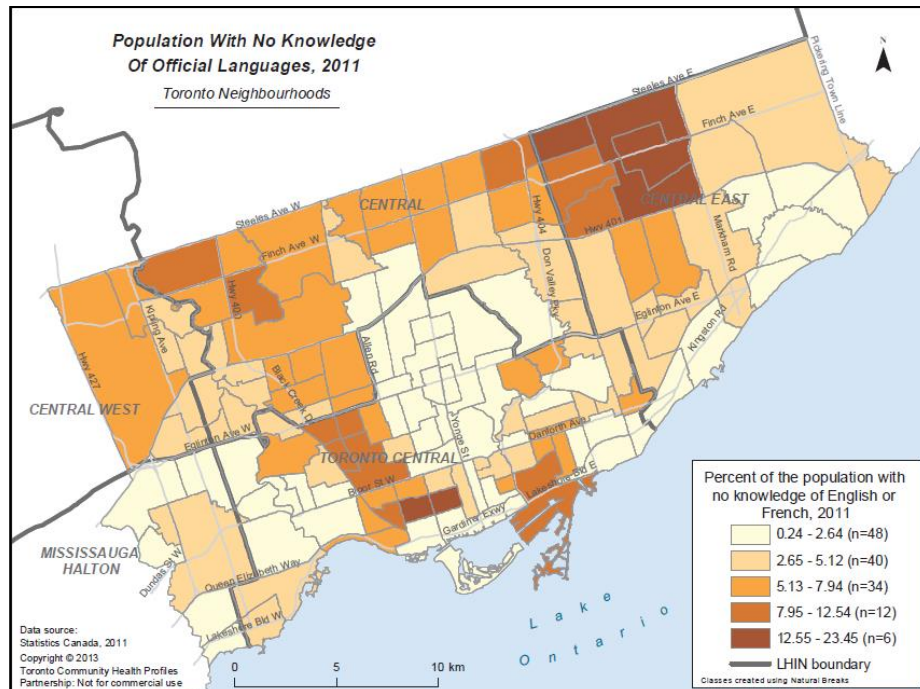 Population With No Knowledge
Of Official Languages, 2011
Toronto Neighbourhoods
N
Pickering Town Line
Steeles Ave E
Finch Ave E
CENTRAL
CENTRAL EAST
Steeles Ave W
Hwy 401
Hwy 404
Finch Ave W
Markham Rd
Don Valley Pky
Hwy 400
Kipling Ave
Eglinton Ave E
Kingston Rd
Hwy 427
Allen Rd
Black Creek Dr
CENTRAL WEST
Yonge St
Eglinton Ave W
Danforth Ave
TORONTO CENTRAL
Bloor St W
Lakeshore Bld E
Gardiner Exwy
MISSISSAUGA
HALTON
Dundas St W
Queen Elizabeth Way
Lakeshore Bld W
Lake
Ontario
Percent of the population with
no knowledge of English or
French, 2011
0.24 - 2.64 (n=48)
2.65 - 5.12 (n=40)
5.13 - 7.94 (n=34)
7.95 - 12.54 (n=12)
12.55 - 23.45 (n=6)
LHIN boundary
Classes created using Natural Breaks
Data source:
Statistics Canada, 2011
Copyright © 2013
Toronto Community Health Profiles
Partnership: Not for commercial use
0 5 10 km